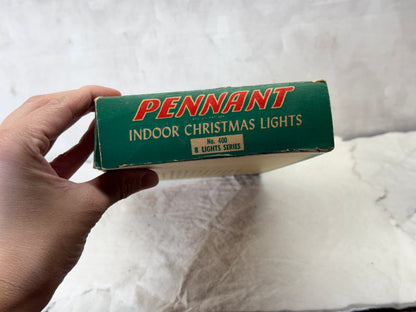 PENNANT
INDOOR CHRISTMAS LIGHTS
No. 400
8 LIGHTS SERIES